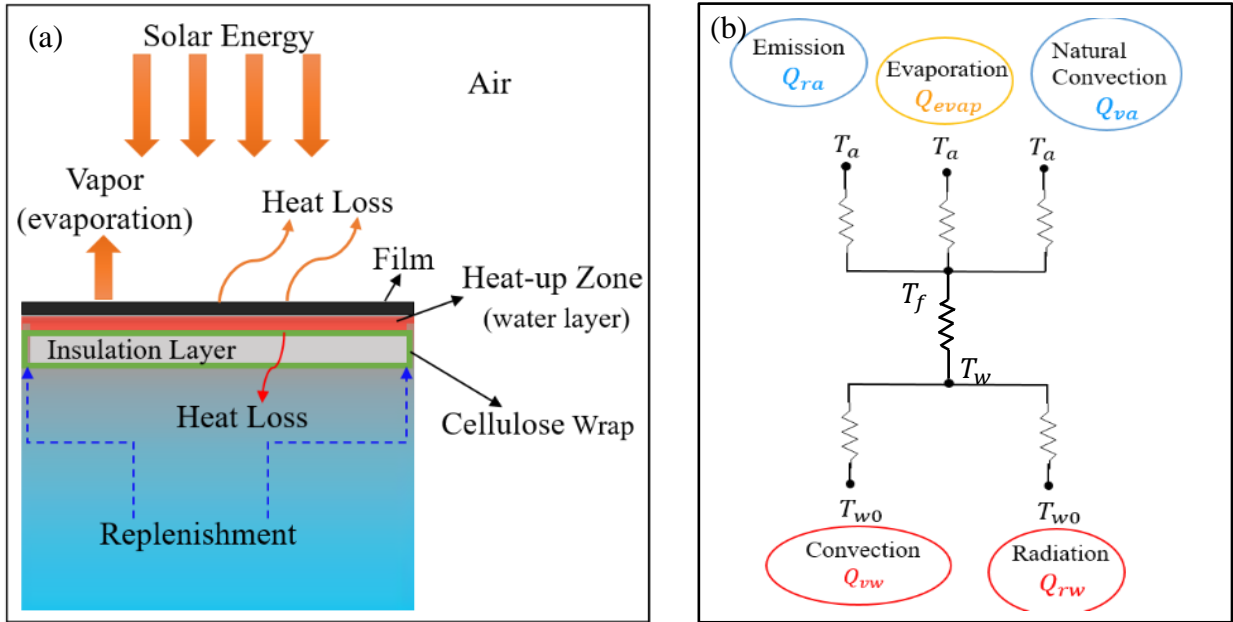 (a)
Solar Energy
Air
Vapor
(evaporation)
Heat Loss
Film
Heat-up Zone
(water layer)
Insulation Layer
Heat Loss
Cellulose Wrap
Replenishment
(b)
Emission
Q_ra
Evaporation
Q_evap
Natural
Convection
Q_va
T_a
T_a
T_a
T_f
T_w
T_w0
T_w0
Convection
Q_vw
Radiation
Q_rw